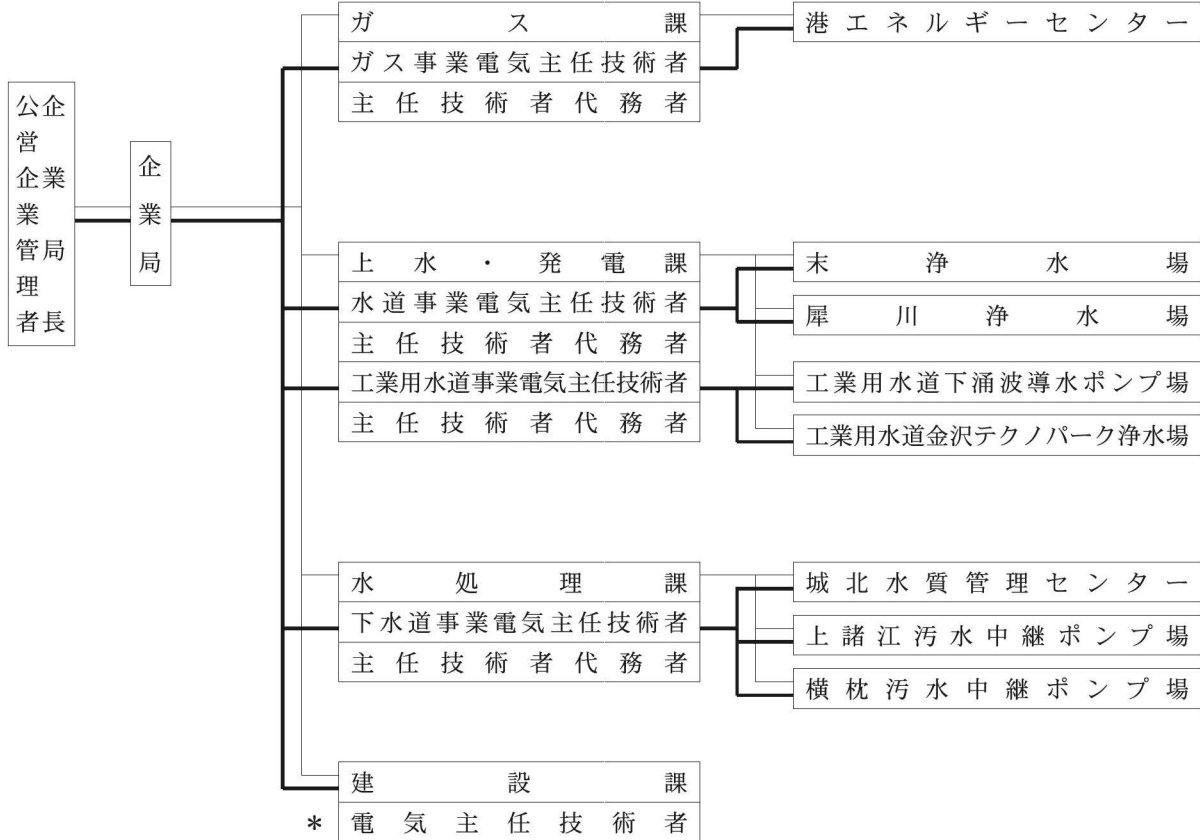 公営企業管理者
企業局長
企業局
ガス課
ガス事業電気主任技術者
主任技術者代務者
港エネルギーセンター
上水・発電課
水道事業電気主任技術者
主任技術者代務者
工業用水道事業電気主任技術者
主任技術者代務者
末浄水場
犀川浄水場
工業用水道下涌波導水ポンプ場
工業用水道金沢テクノパーク浄水場
水処理課
下水道事業電気主任技術者
主任技術者代務者
城北水質管理センター
上諸江汚水中継ポンプ場
横枕汚水中継ポンプ場
建設課
* 電気主任技術者